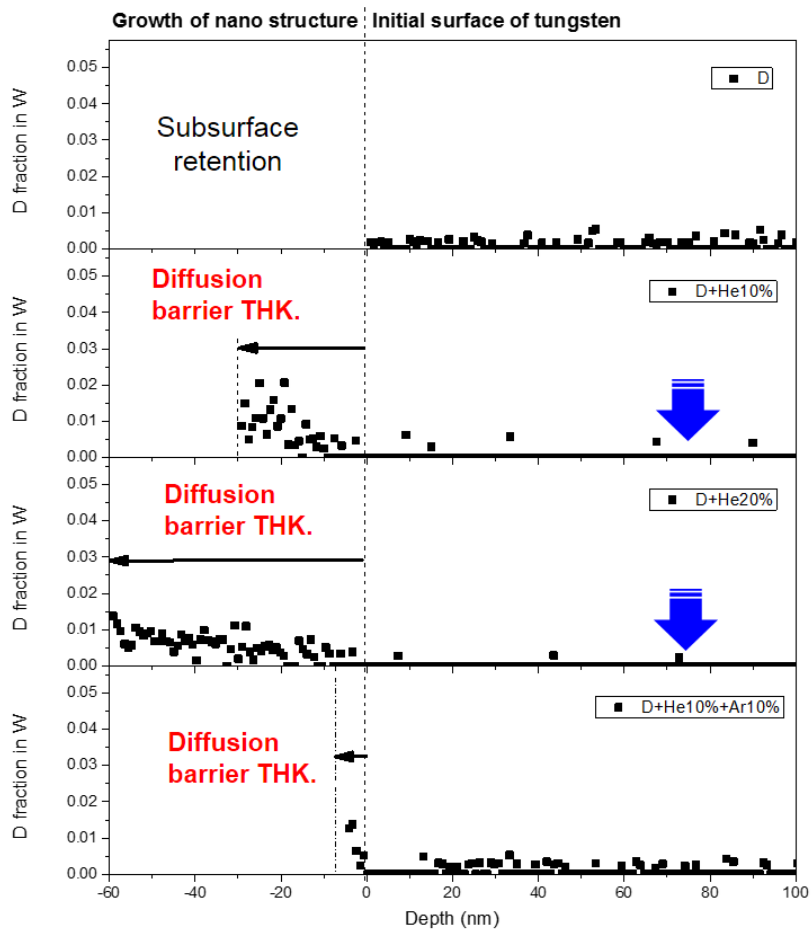 Growth of nano structure Initial surface of tungsten
D fraction in W
0.05
0.04
0.03
0.02
0.01
0.00
Subsurface
retention
D
D fraction in W
0.05
0.04
0.03
0.02
0.01
0.00
Diffusion
barrier THK.
D+He10%
D fraction in W
0.05
0.04
0.03
0.02
0.01
0.00
Diffusion
barrier THK.
D+He20%
D fraction in W
0.05
0.04
0.03
0.02
0.01
0.00
Diffusion
barrier THK.
D+He10%+Ar10%
-60 -40 -20 0 20 40 60 80 100
Depth (nm)